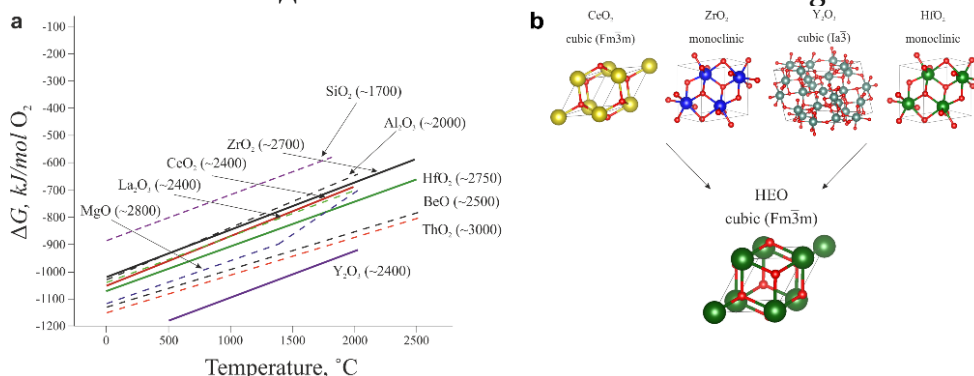 a
ΔG, kJ/mol O₂
-100
-200
-300
-400
-500
-600
-700
-800
-900
-1000
-1100
-1200
SiO₂ (~1700)
Al₂O₃ (~2000)
ZrO₂ (~2700)
CeO₂ (~2400)
La₂O₃ (~2400)
MgO (~2800)
HfO₂ (~2750)
BeO (~2500)
ThO₂ (~3000)
Y₂O₃ (~2400)
0 500 1000 1500 2000 2500
Temperature, ˚C
b
CeO₂ ZrO₂ Y₂O₃ HfO₂
cubic (Fm3m) monoclinic cubic (Ia3̅) monoclinic
HEO
cubic (Fm3̅m)